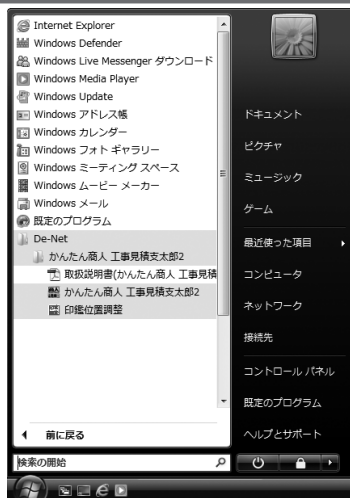 Internet Explorer
Windows Defender
Windows Live Messenger ダウンロード
Windows Media Player
Windows Update
Windows アドレス帳
Windows カレンダー
Windows フォト ギャラリー
Windows ミーティング スペース
Windows ムービー メーカー
Windows メール
既定のプログラム
De-Net
かんたん商人 工事見積支太郎2
取扱説明書(かんたん商人 工事見積
かんたん商人 工事見積支太郎2
印鑑位置調整
前に戻る
検索の開始
ドキュメント
ピクチャ
ミュージック
ゲーム
最近使った項目
コンピュータ
ネットワーク
接続先
コントロール パネル
既定のプログラム
ヘルプとサポート